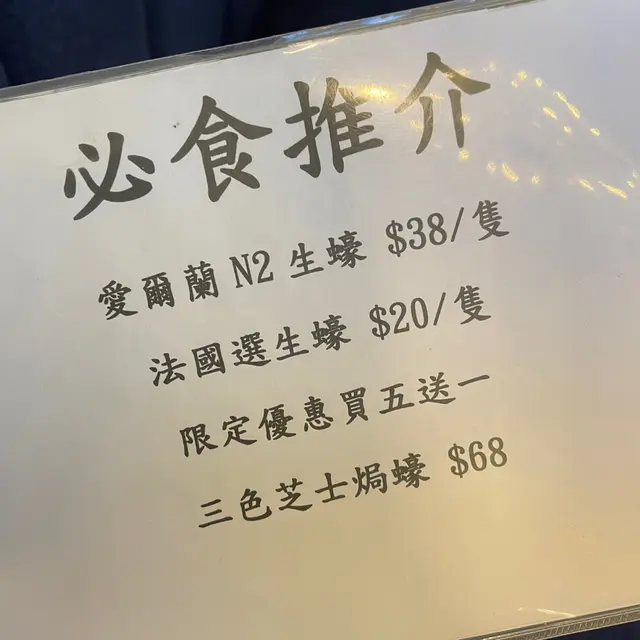 必食推介
愛爾蘭 N2 生蠔 $38/隻
法國選生蠔 $20/隻
限定優惠買五送一
三色芝士焗蠔 $68